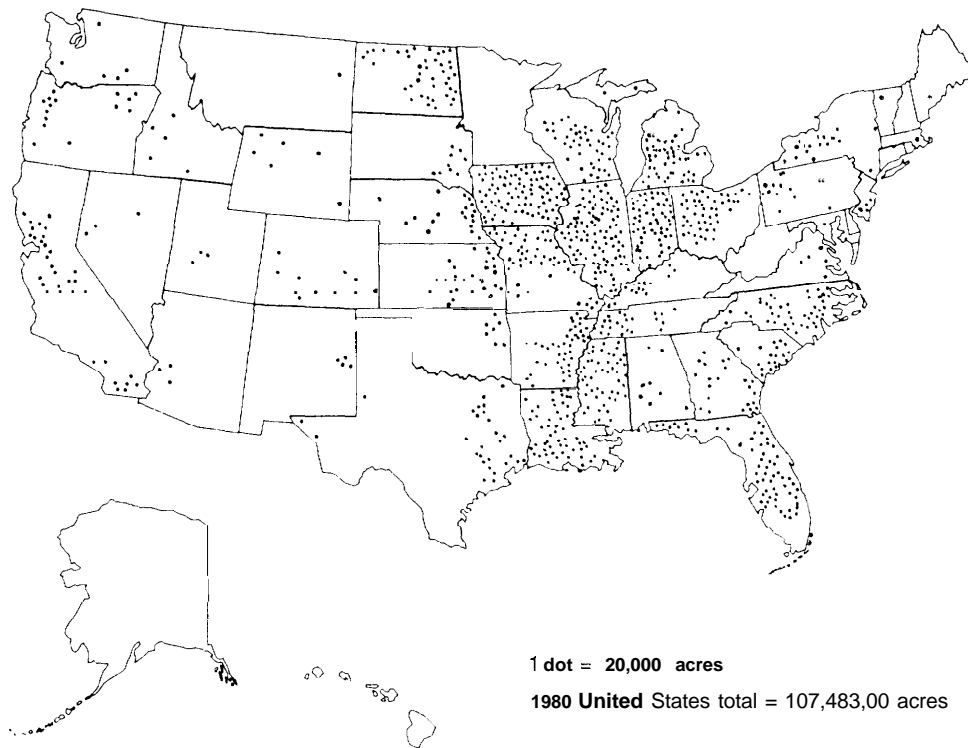 1 dot = 20,000 acres
1980 United States total = 107,483,00 acres